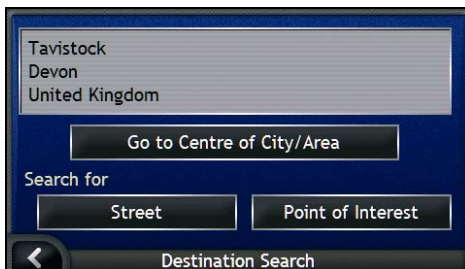 Tavistock
Devon
United Kingdom
Go to Centre of City/Area
Search for
Street Point of Interest
Destination Search